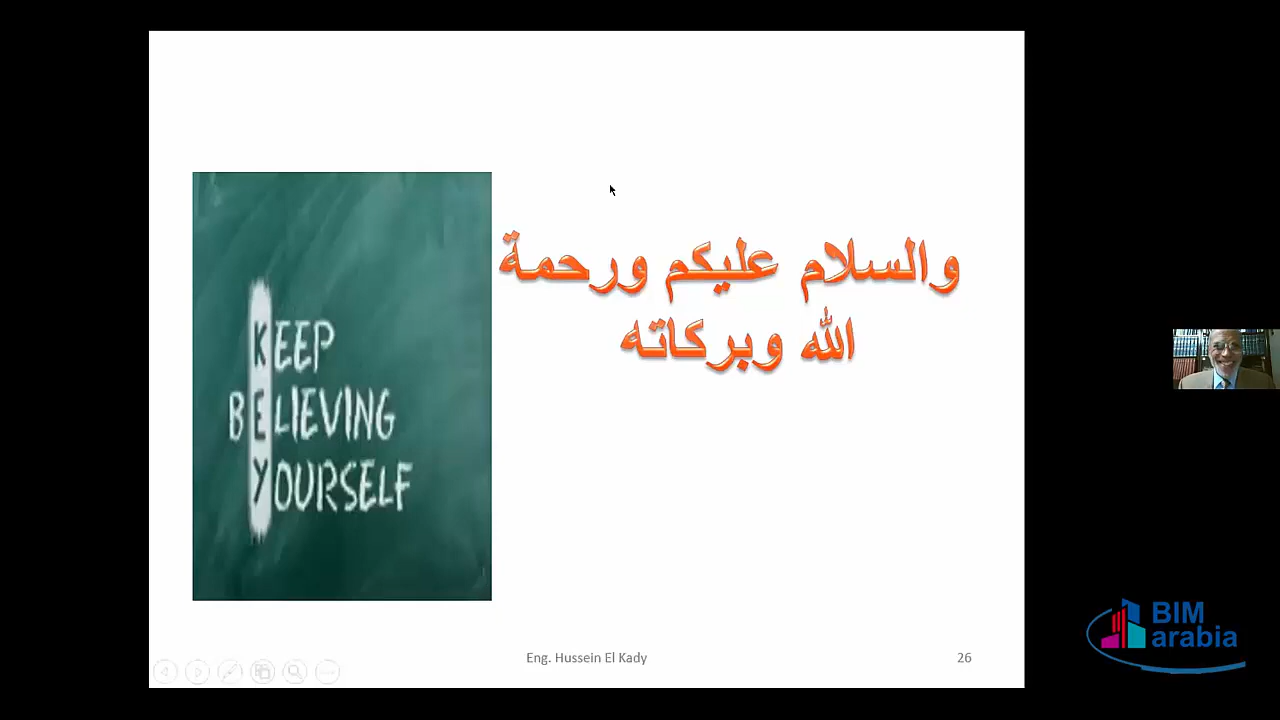 والسلام عليكم ورحمة
الله وبركاته
KEEP
BELIEVING
YOURSELF
Eng. Hussein El Kady
26
BIM
arabia